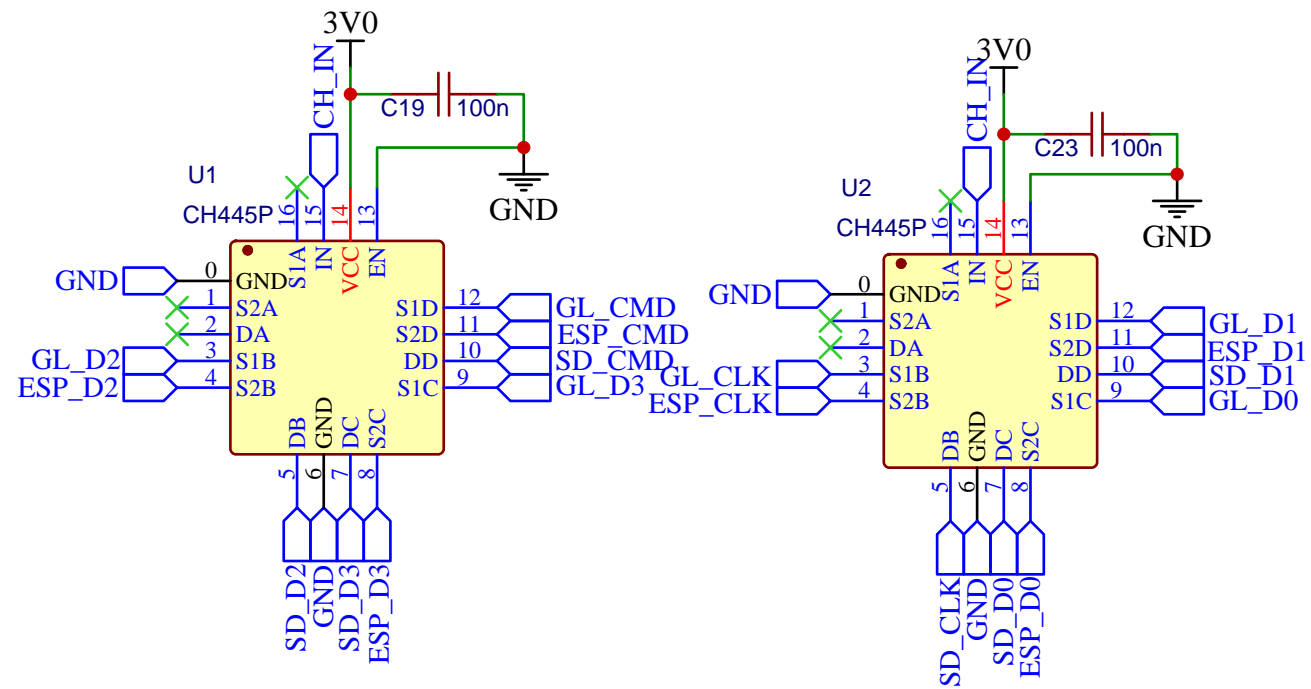 3V0
CH_IN
C19
100n
GND
U1
CH445P
16
15
14
13
S1A
IN
VCC
EN
GND
0
GND
1
S2A
2
DA
GL_D2
3
S1B
ESP_D2
4
S2B
S1D
12
GL_CMD
S2D
11
ESP_CMD
DD
10
SD_CMD
S1C
9
GL_D3
DB
GND
DC
S2C
5
6
7
8
SD_D2
GND
SD_D3
ESP_D3
3V0
CH_IN
C23
100n
GND
U2
CH445P
16
15
14
13
S1A
IN
VCC
EN
GND
0
GND
1
S2A
2
DA
GL_CLK
3
S1B
ESP_CLK
4
S2B
S1D
12
GL_D1
S2D
11
ESP_D1
DD
10
SD_D1
S1C
9
GL_D0
DB
GND
DC
S2C
5
6
7
8
SD_CLK
GND
SD_D0
ESP_D0